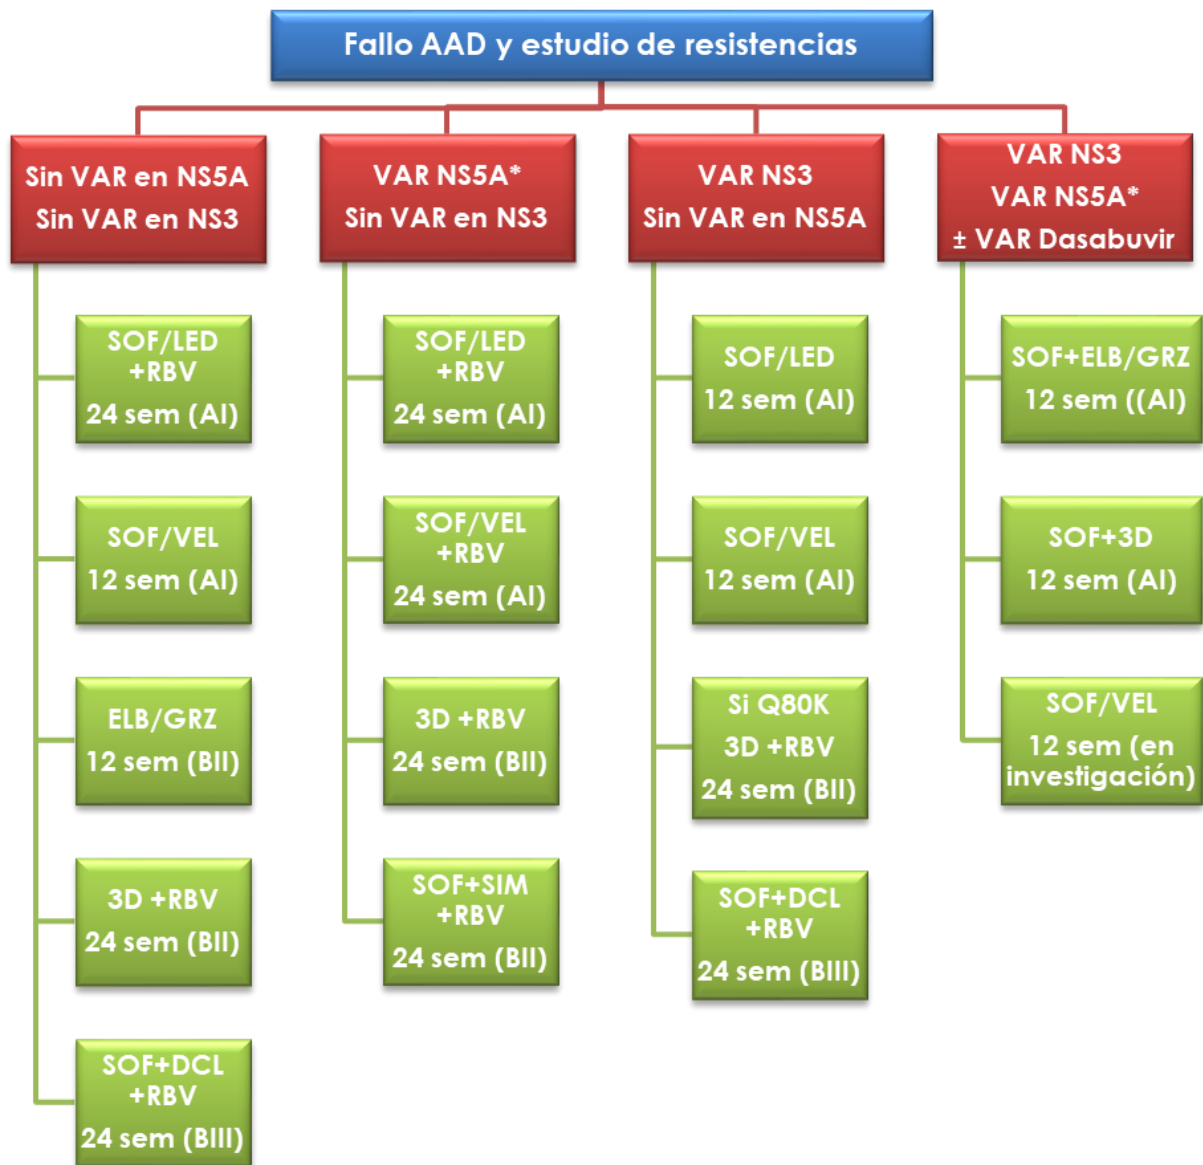 Fallo AAD y estudio de resistencias
Sin VAR en NS5A
Sin VAR en NS3
SOF/LED
+RBV
24 sem (AI)
SOF/VEL
12 sem (AI)
ELB/GRZ
12 sem (BII)
3D +RBV
24 sem (BII)
SOF+DCL
+RBV
24 sem (BIII)
VAR NS5A*
Sin VAR en NS3
SOF/LED
+RBV
24 sem (AI)
SOF/VEL
+RBV
24 sem (AI)
3D +RBV
24 sem (BII)
SOF+SIM
+RBV
24 sem (BII)
VAR NS3
Sin VAR en NS5A
SOF/LED
12 sem (AI)
SOF/VEL
12 sem (AI)
Si Q80K
3D +RBV
24 sem (BII)
SOF+DCL
+RBV
24 sem (BIII)
VAR NS3
VAR NS5A*
± VAR Dasabuvir
SOF+ELB/GRZ
12 sem ((AI)
SOF+3D
12 sem (AI)
SOF/VEL
12 sem (en
investigación)